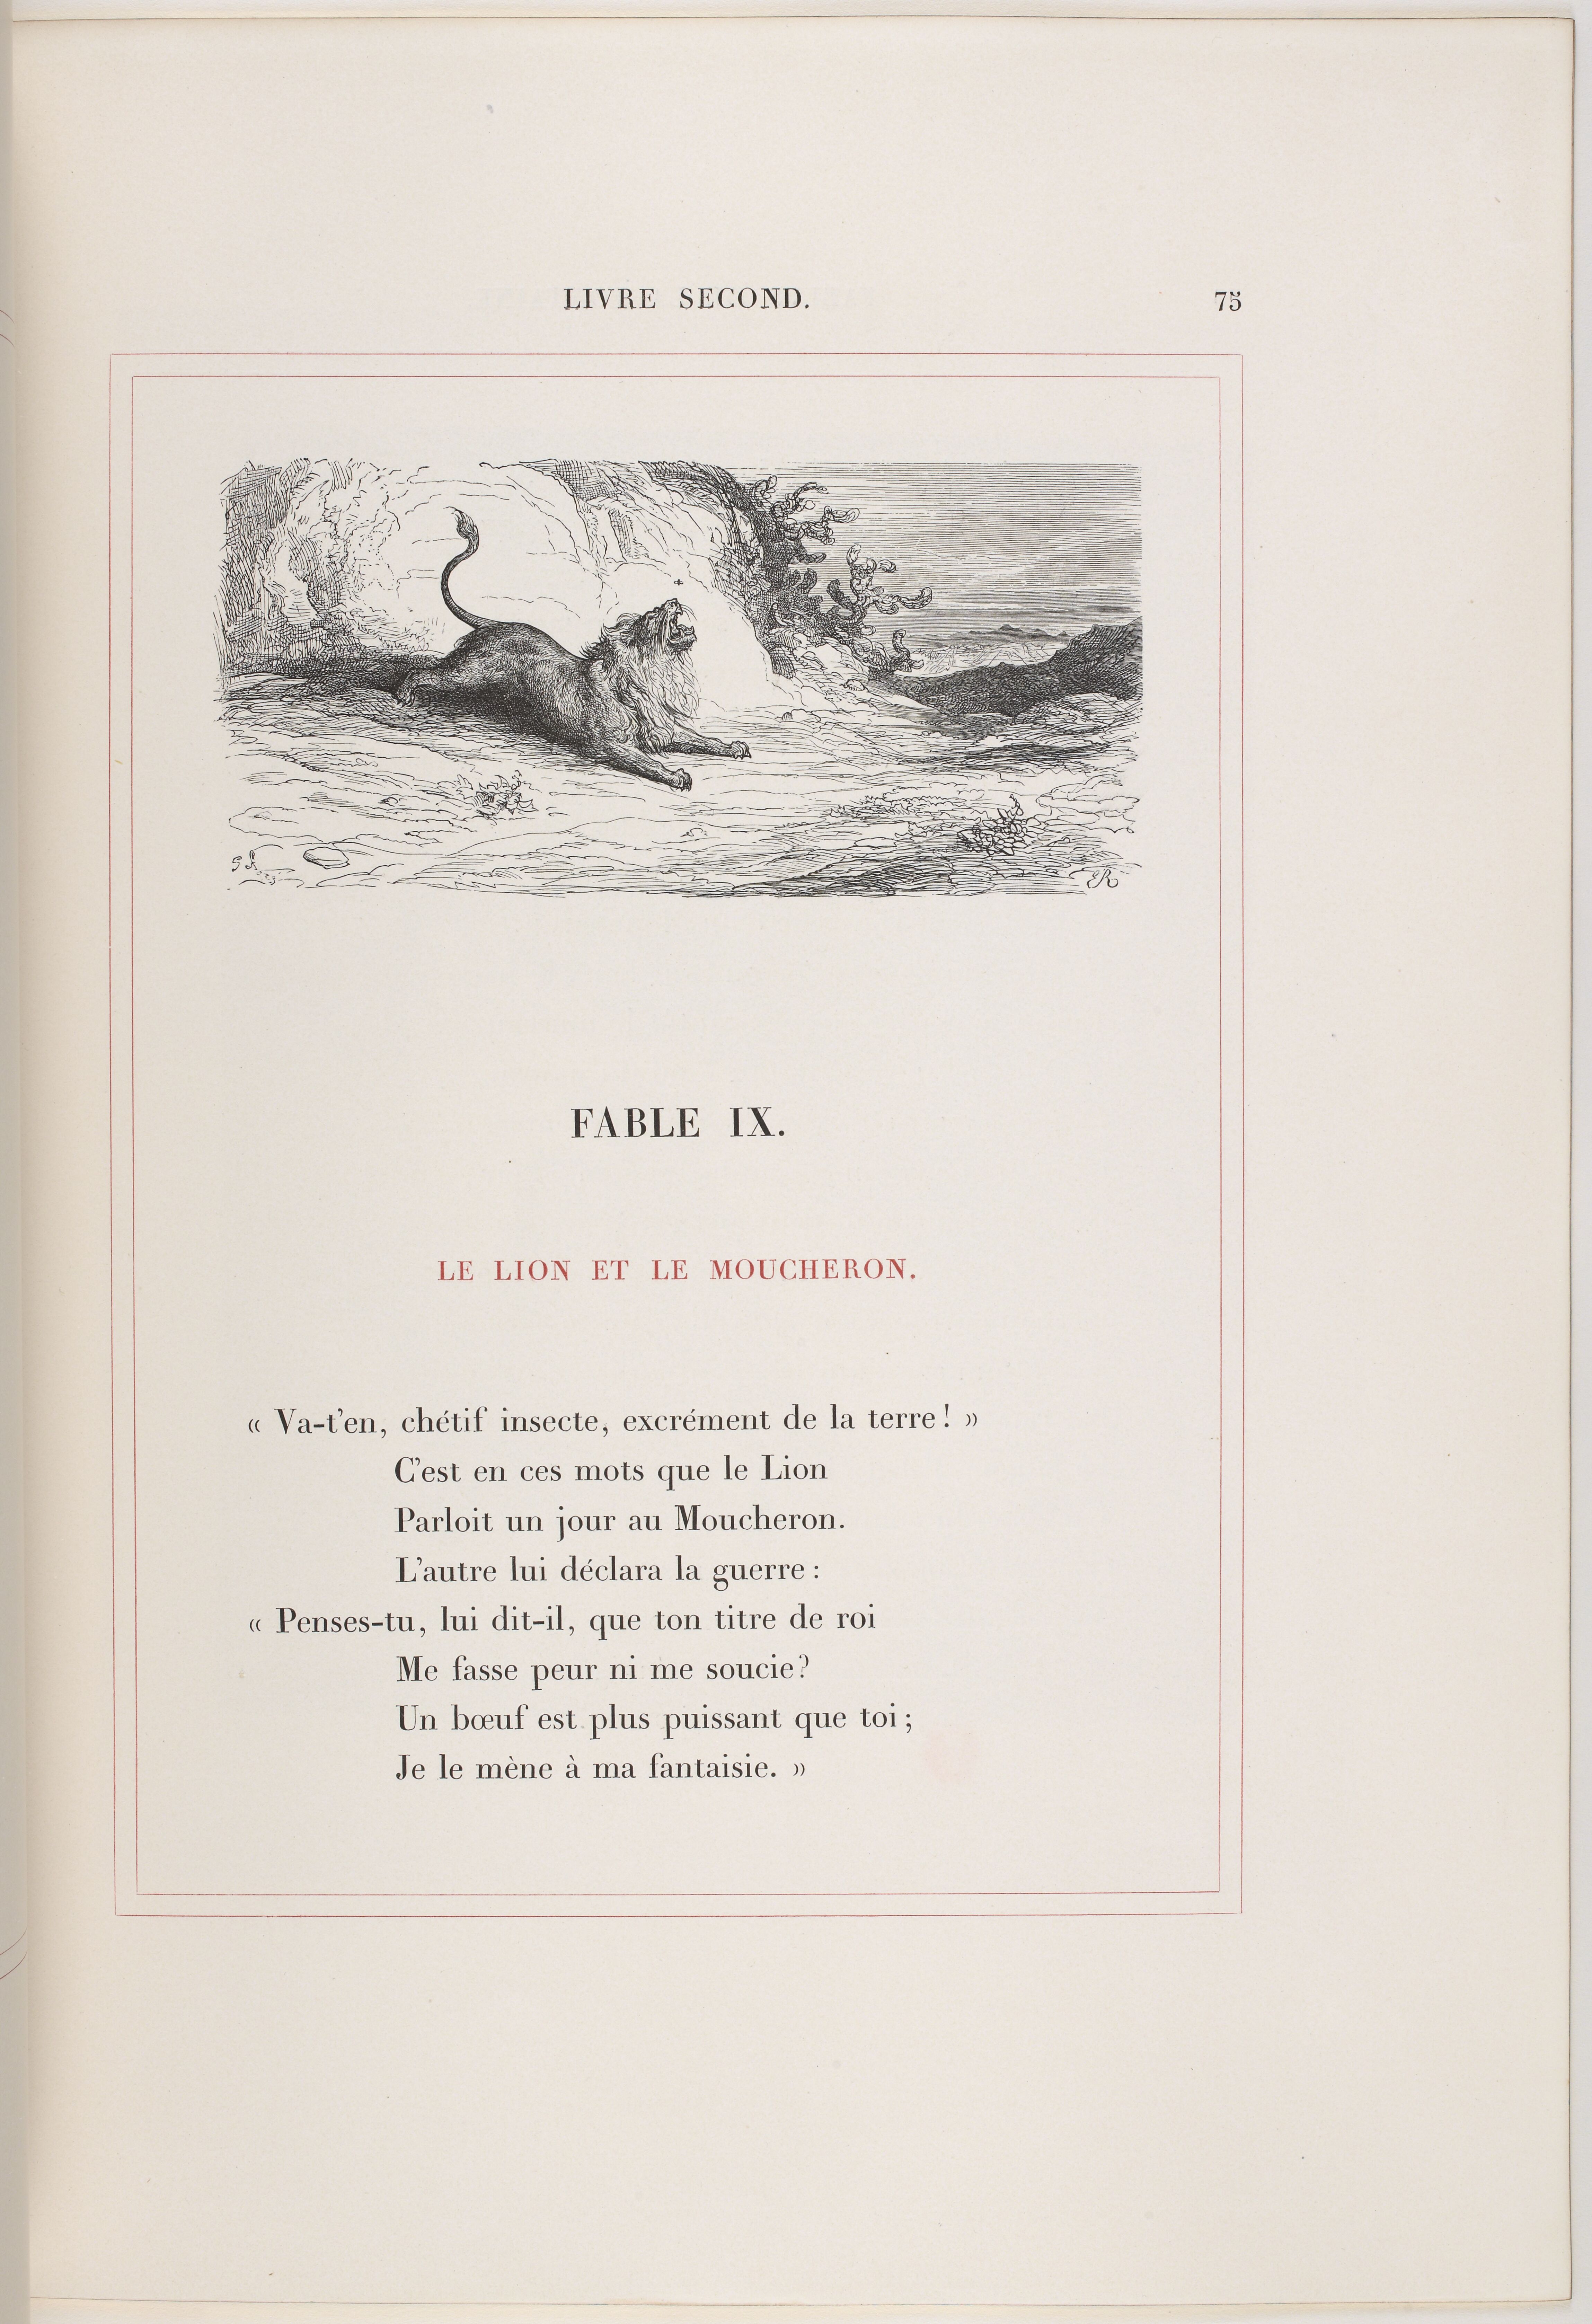 LIVRE SECOND. 75
FABLE IX.
LE LION ET LE MOUCHERON.
« Va-t'en, chétif insecte, excrément de la terre! »
C'est en ces mots que le Lion
Parloit un jour au Moucheron.
L'autre lui déclara la guerre :
« Penses-tu, lui dit-il, que ton titre de roi
Me fasse peur ni me soucie?
Un bœuf est plus puissant que toi ;
Je le mène à ma fantaisie. »